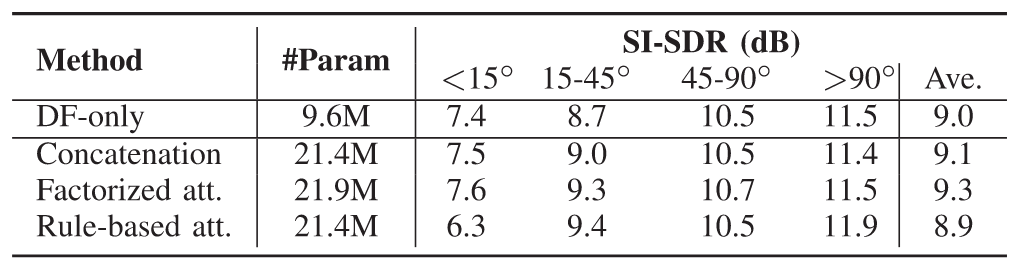 Method #Param SI-SDR (dB)
<15° 15-45° 45-90° >90° Ave.
DF-only 9.6M 7.4 8.7 10.5 11.5 9.0
Concatenation 21.4M 7.5 9.0 10.5 11.4 9.1
Factorized att. 21.9M 7.6 9.3 10.7 11.5 9.3
Rule-based att. 21.4M 6.3 9.4 10.5 11.9 8.9